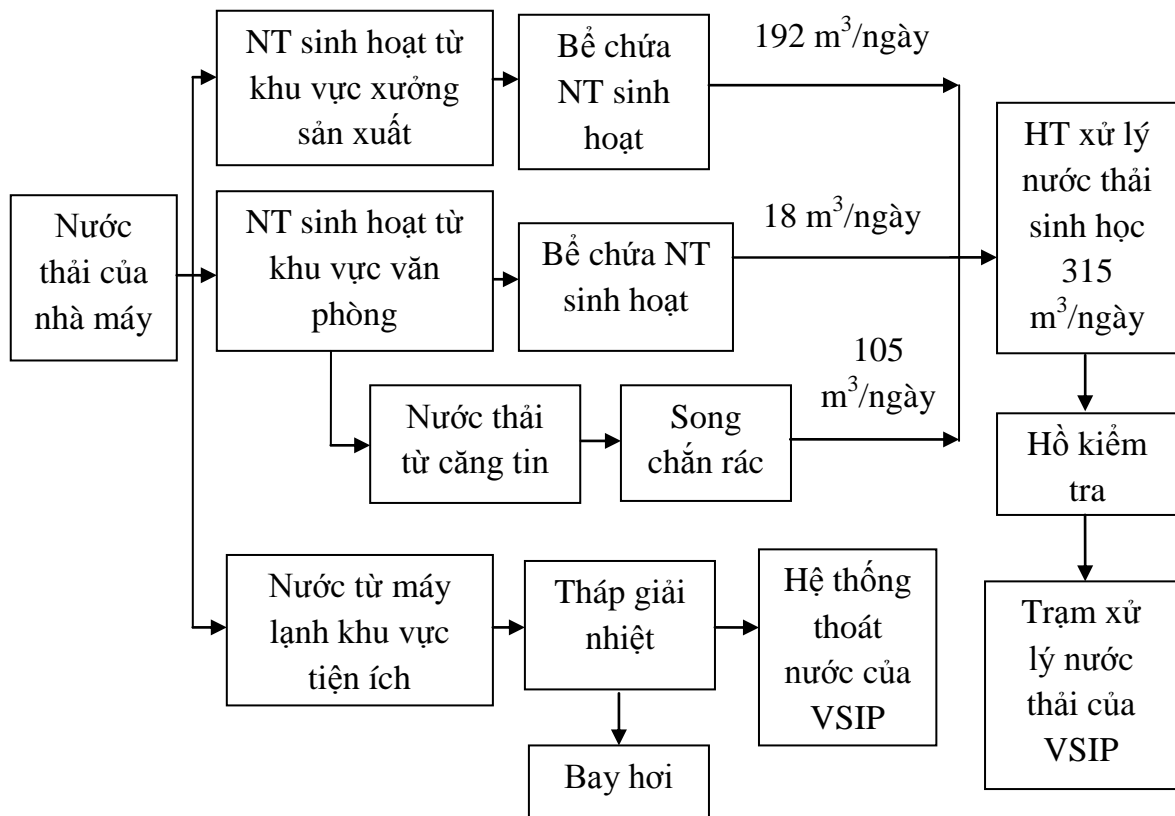 NT sinh hoạt từ
khu vực xưởng
sản xuất
Bể chứa
NT sinh
hoạt
192 m³/ngày
HT xử lý
nước thải
sinh học
315
m³/ngày
Nước
thải của
nhà máy
NT sinh hoạt từ
khu vực văn
phòng
Bể chứa NT
sinh hoạt
18 m³/ngày
105
m³/ngày
Nước thải
từ căng tin
Song
chắn rác
Hồ kiểm
tra
Nước từ máy
lạnh khu vực
tiện ích
Tháp giải
nhiệt
Hệ thống
thoát
nước của
VSIP
Trạm xử
lý nước
thải của
VSIP
Bay hơi